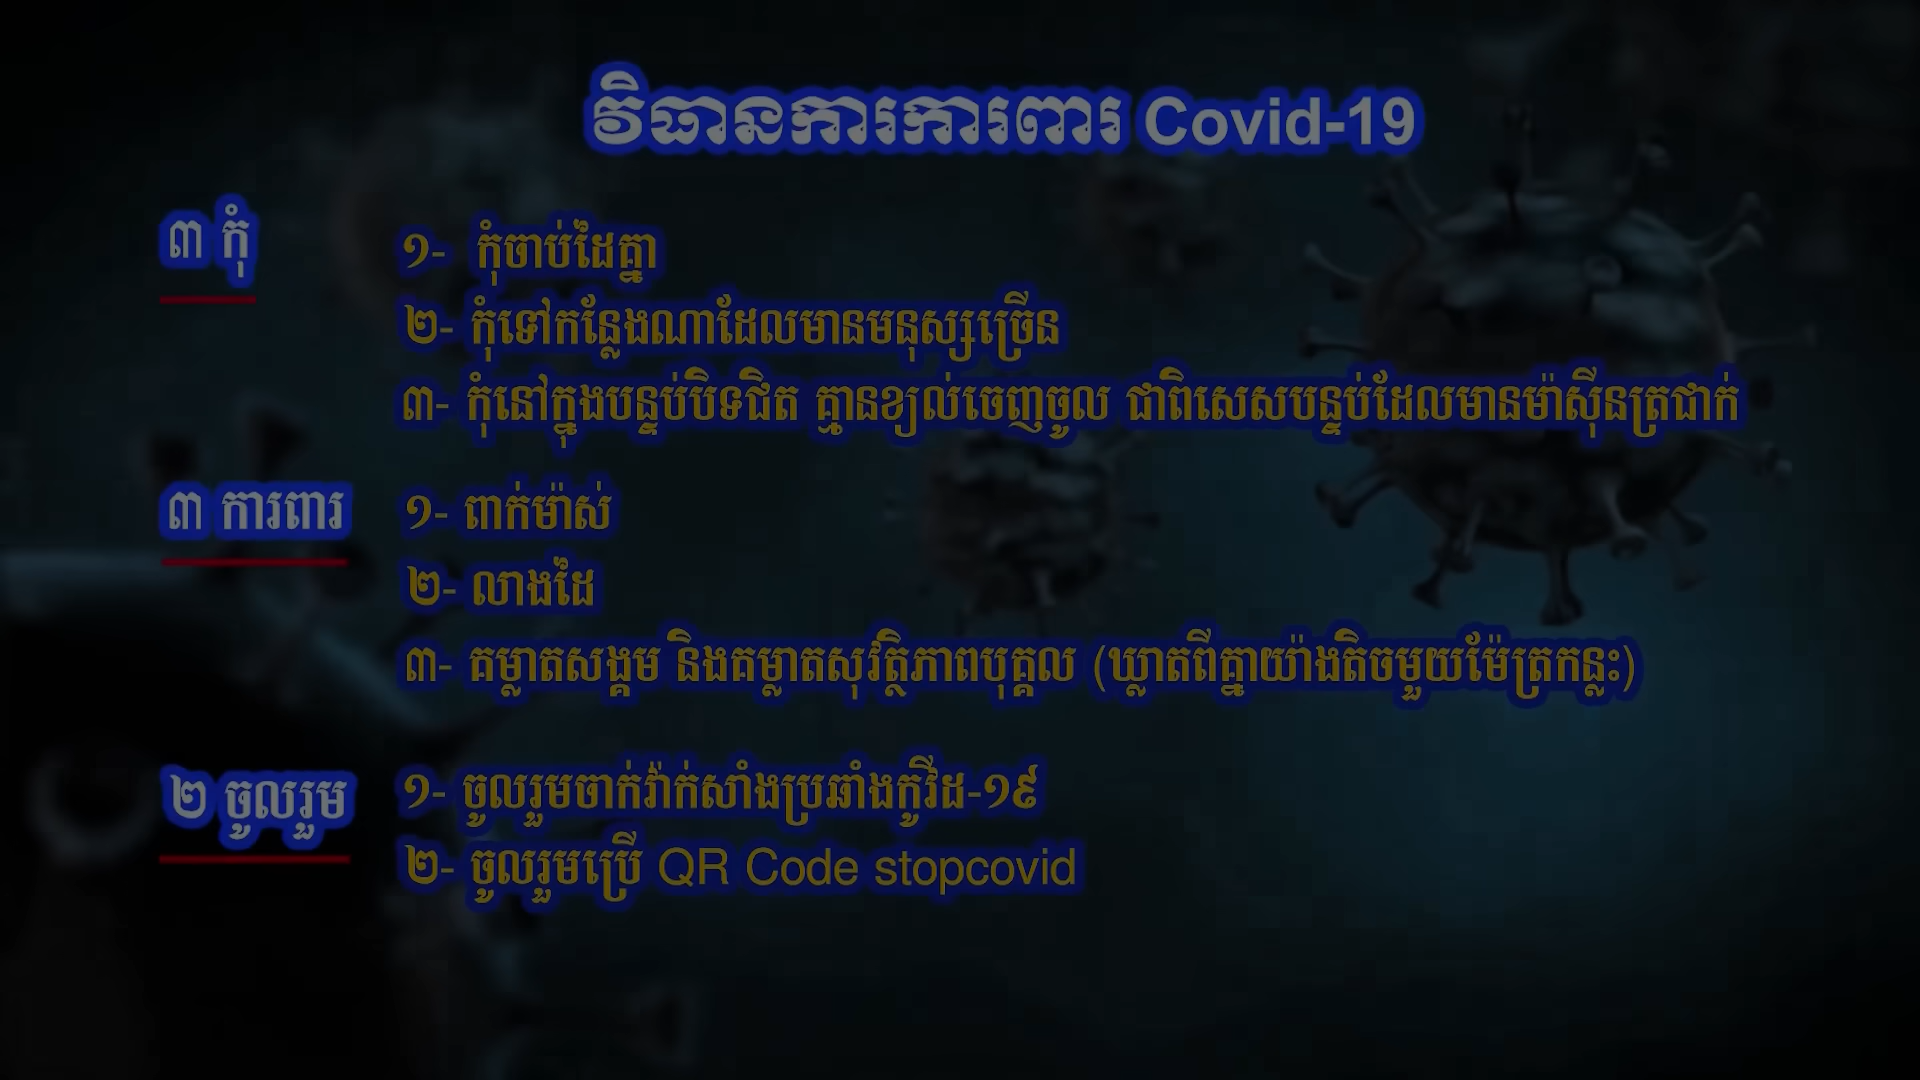 វិធានការការពារ Covid-19
៣ កុំ
១- កុំចាប់ដៃគ្នា
២- កុំទៅកន្លែងណាដែលមានមនុស្សច្រើន
៣- កុំនៅក្នុងបន្ទប់បិទជិត គ្មានខ្យល់ចេញចូល ជាពិសេសបន្ទប់ដែលមានម៉ាស៊ីនត្រជាក់
៣ ការពារ
១- ពាក់ម៉ាស់
២- លាងដៃ
៣- គម្លាតសង្គម និងគម្លាតសុវត្ថិភាពបុគ្គល (ឃ្លាតពីគ្នាយ៉ាងតិចមួយម៉ែត្រកន្លះ)
២ ចូលរួម
១- ចូលរួមចាក់វ៉ាក់សាំងប្រឆាំងកូវីដ-១៩
២- ចូលរួមប្រើ QR Code stopcovid